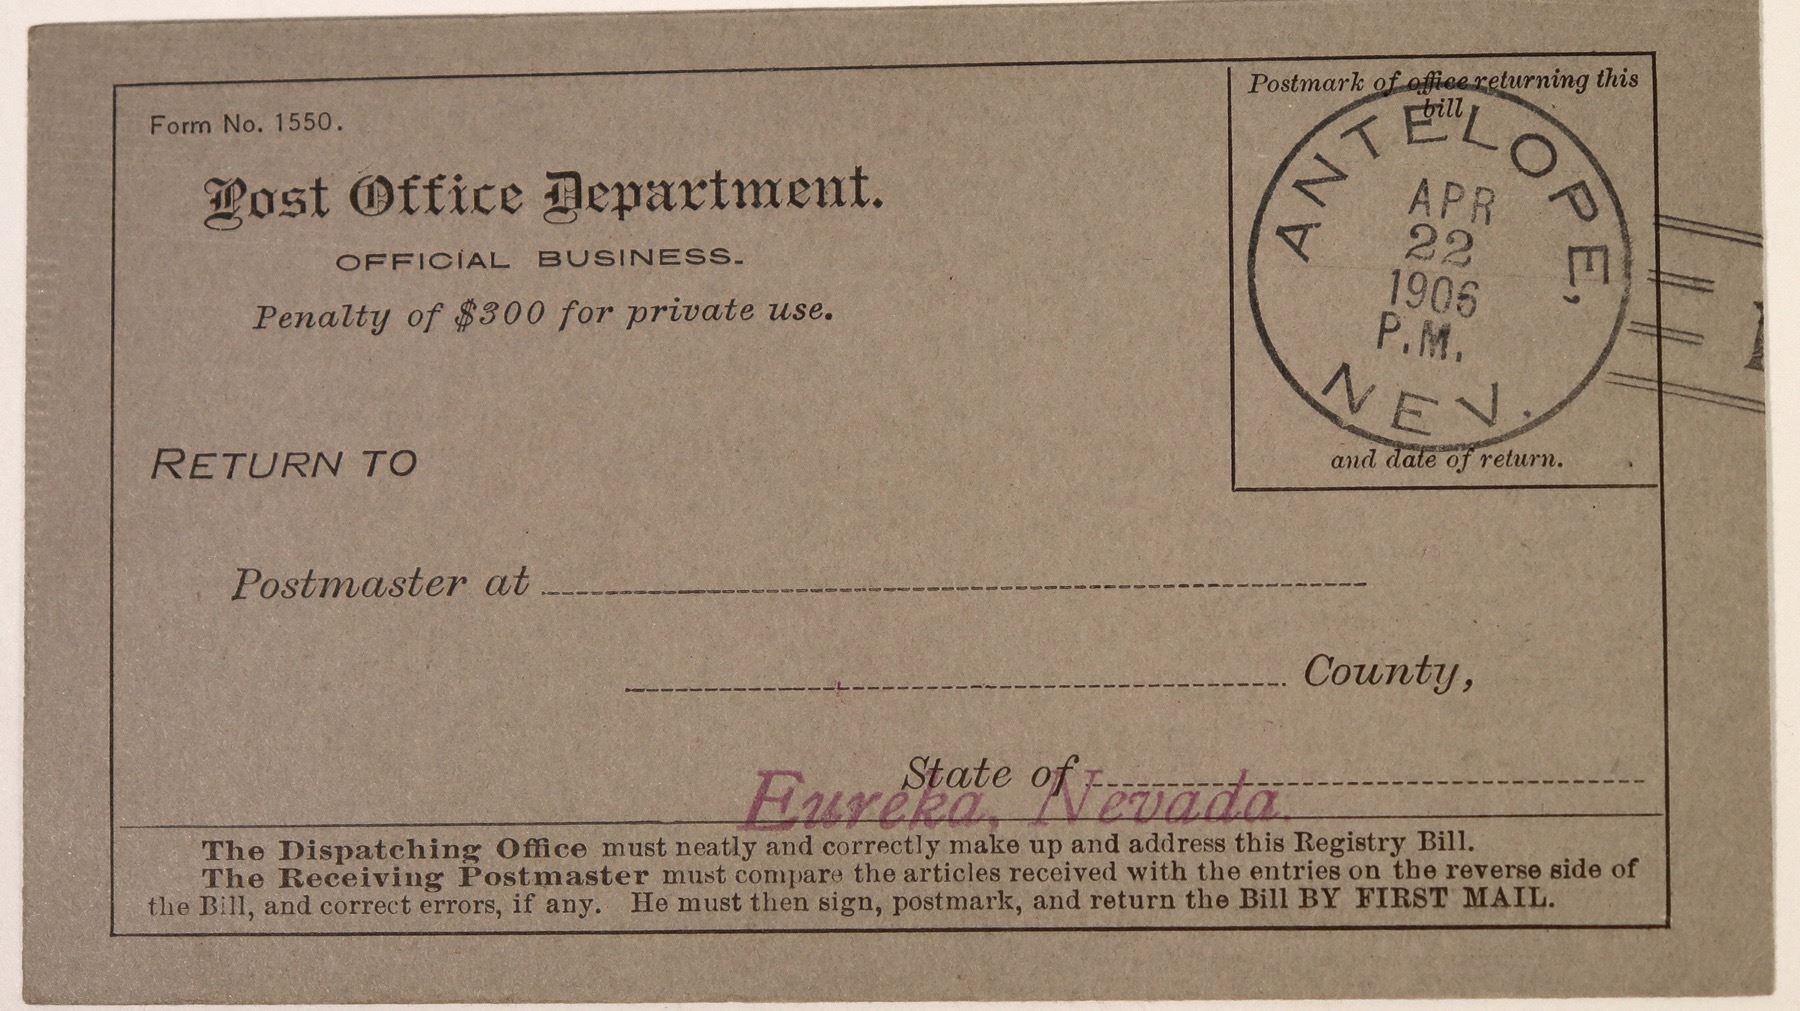 Form No. 1550.
Post Office Department.
OFFICIAL BUSINESS.
Penalty of $300 for private use.
Postmark of office returning this
bill
ANTELOPE,
APR
22
1906
P.M.
NEV.
and date of return.
RETURN TO
Postmaster at
County,
State of
Eureka, Nevada.
The Dispatching Office must neatly and correctly make up and address this Registry Bill.
The Receiving Postmaster must compare the articles received with the entries on the reverse side of
the Bill, and correct errors, if any. He must then sign, postmark, and return the Bill BY FIRST MAIL.